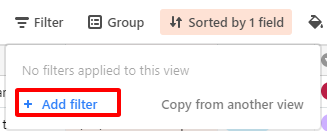 Filter Group Sorted by 1 field
No filters applied to this view
+ Add filter Copy from another view